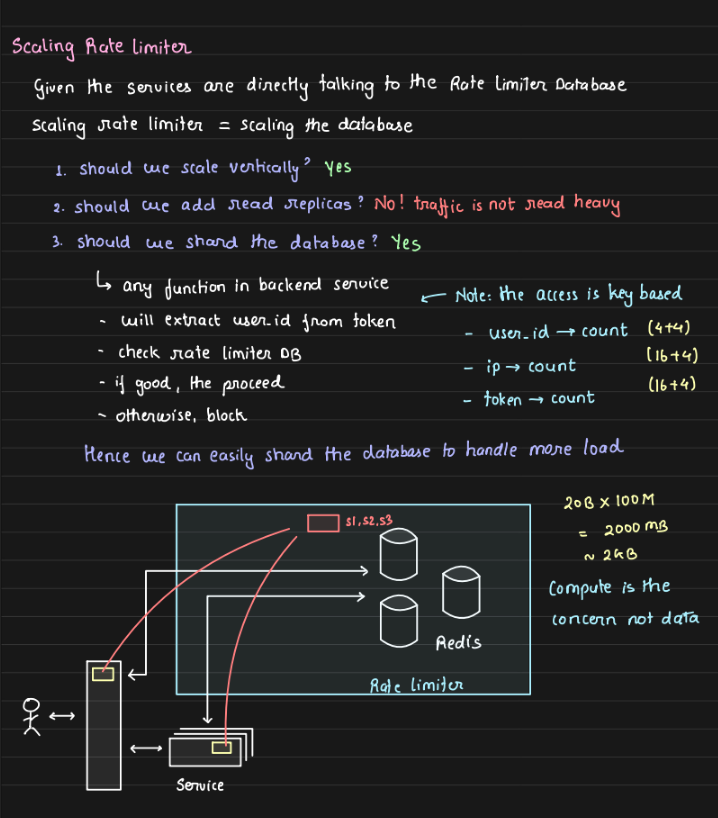 Scaling Rate limiter
Given the services are directly talking to the Rate Limiter Database
scaling rate limiter = scaling the database
1. should we scale vertically? Yes
2. should we add read replicas? No! traffic is not read heavy
3. should we shard the database? Yes
↳ any function in backend service
- will extract user_id from token
- check rate limiter DB
- if good, the proceed
- otherwise, block
← Note: the access is key based
- user_id → count (4+4)
- ip → count (16+4)
- token → count (16+4)
Hence we can easily shard the database to handle more load
S1, S2, S3
Redis
Rate limiter
Service
20B × 100M
= 2000 MB
~ 2GB
Compute is the
concern not data